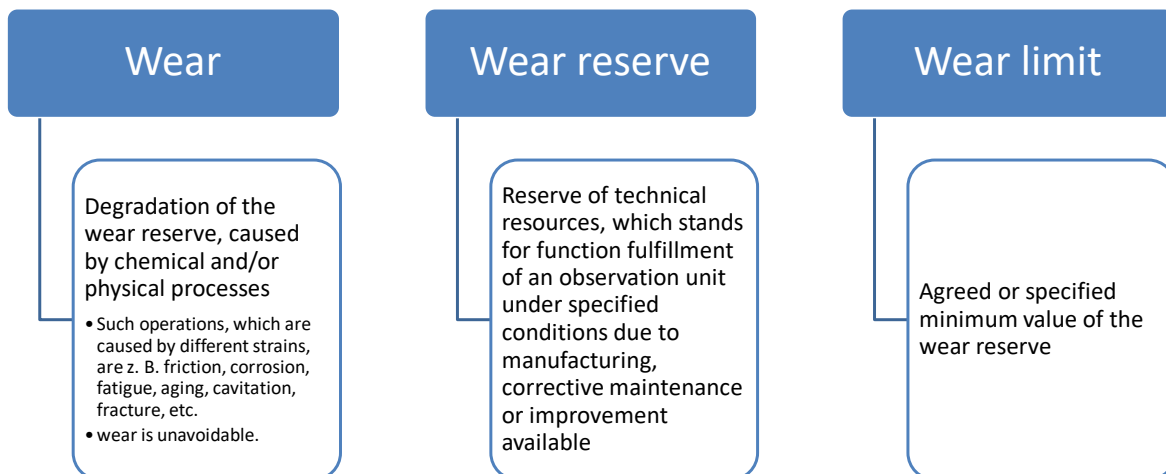 Wear
Degradation of the
wear reserve, caused
by chemical and/or
physical processes
• Such operations, which are
caused by different strains,
are z. B. friction, corrosion,
fatigue, aging, cavitation,
fracture, etc.
• wear is unavoidable.
Wear reserve
Reserve of technical
resources, which stands
for function fulfillment
of an observation unit
under specified
conditions due to
manufacturing,
corrective maintenance
or improvement
available
Wear limit
Agreed or specified
minimum value of the
wear reserve